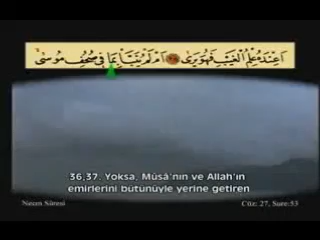 اَعِنْدَهُ عِلْمُ الْغَيْبِ فَهُوَ يَرٰى ﴿٣٥﴾ اَمْ لَمْ يُنَبَّأْ بِمَا فٖي صُحُفِ مُوسٰى
36,37. Yoksa, Mûsâ'nın ve Allah'ın
emirlerini bütünüyle yerine getiren
Necm Sûresi
Cüz: 27, Sure:53